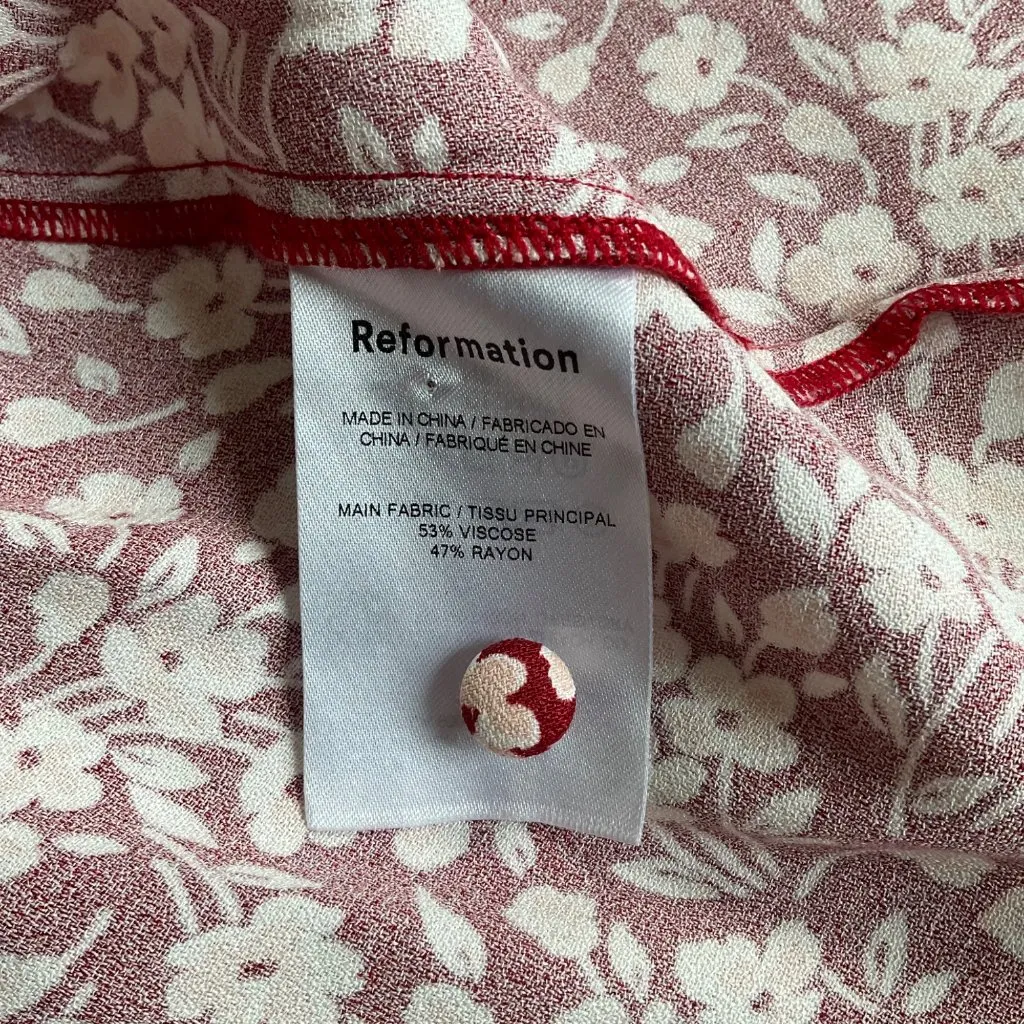 Reformation
MADE IN CHINA / FABRICADO EN
CHINA / FABRIQUÉ EN CHINE
MAIN FABRIC / TISSU PRINCIPAL
53% VISCOSE
47% RAYON